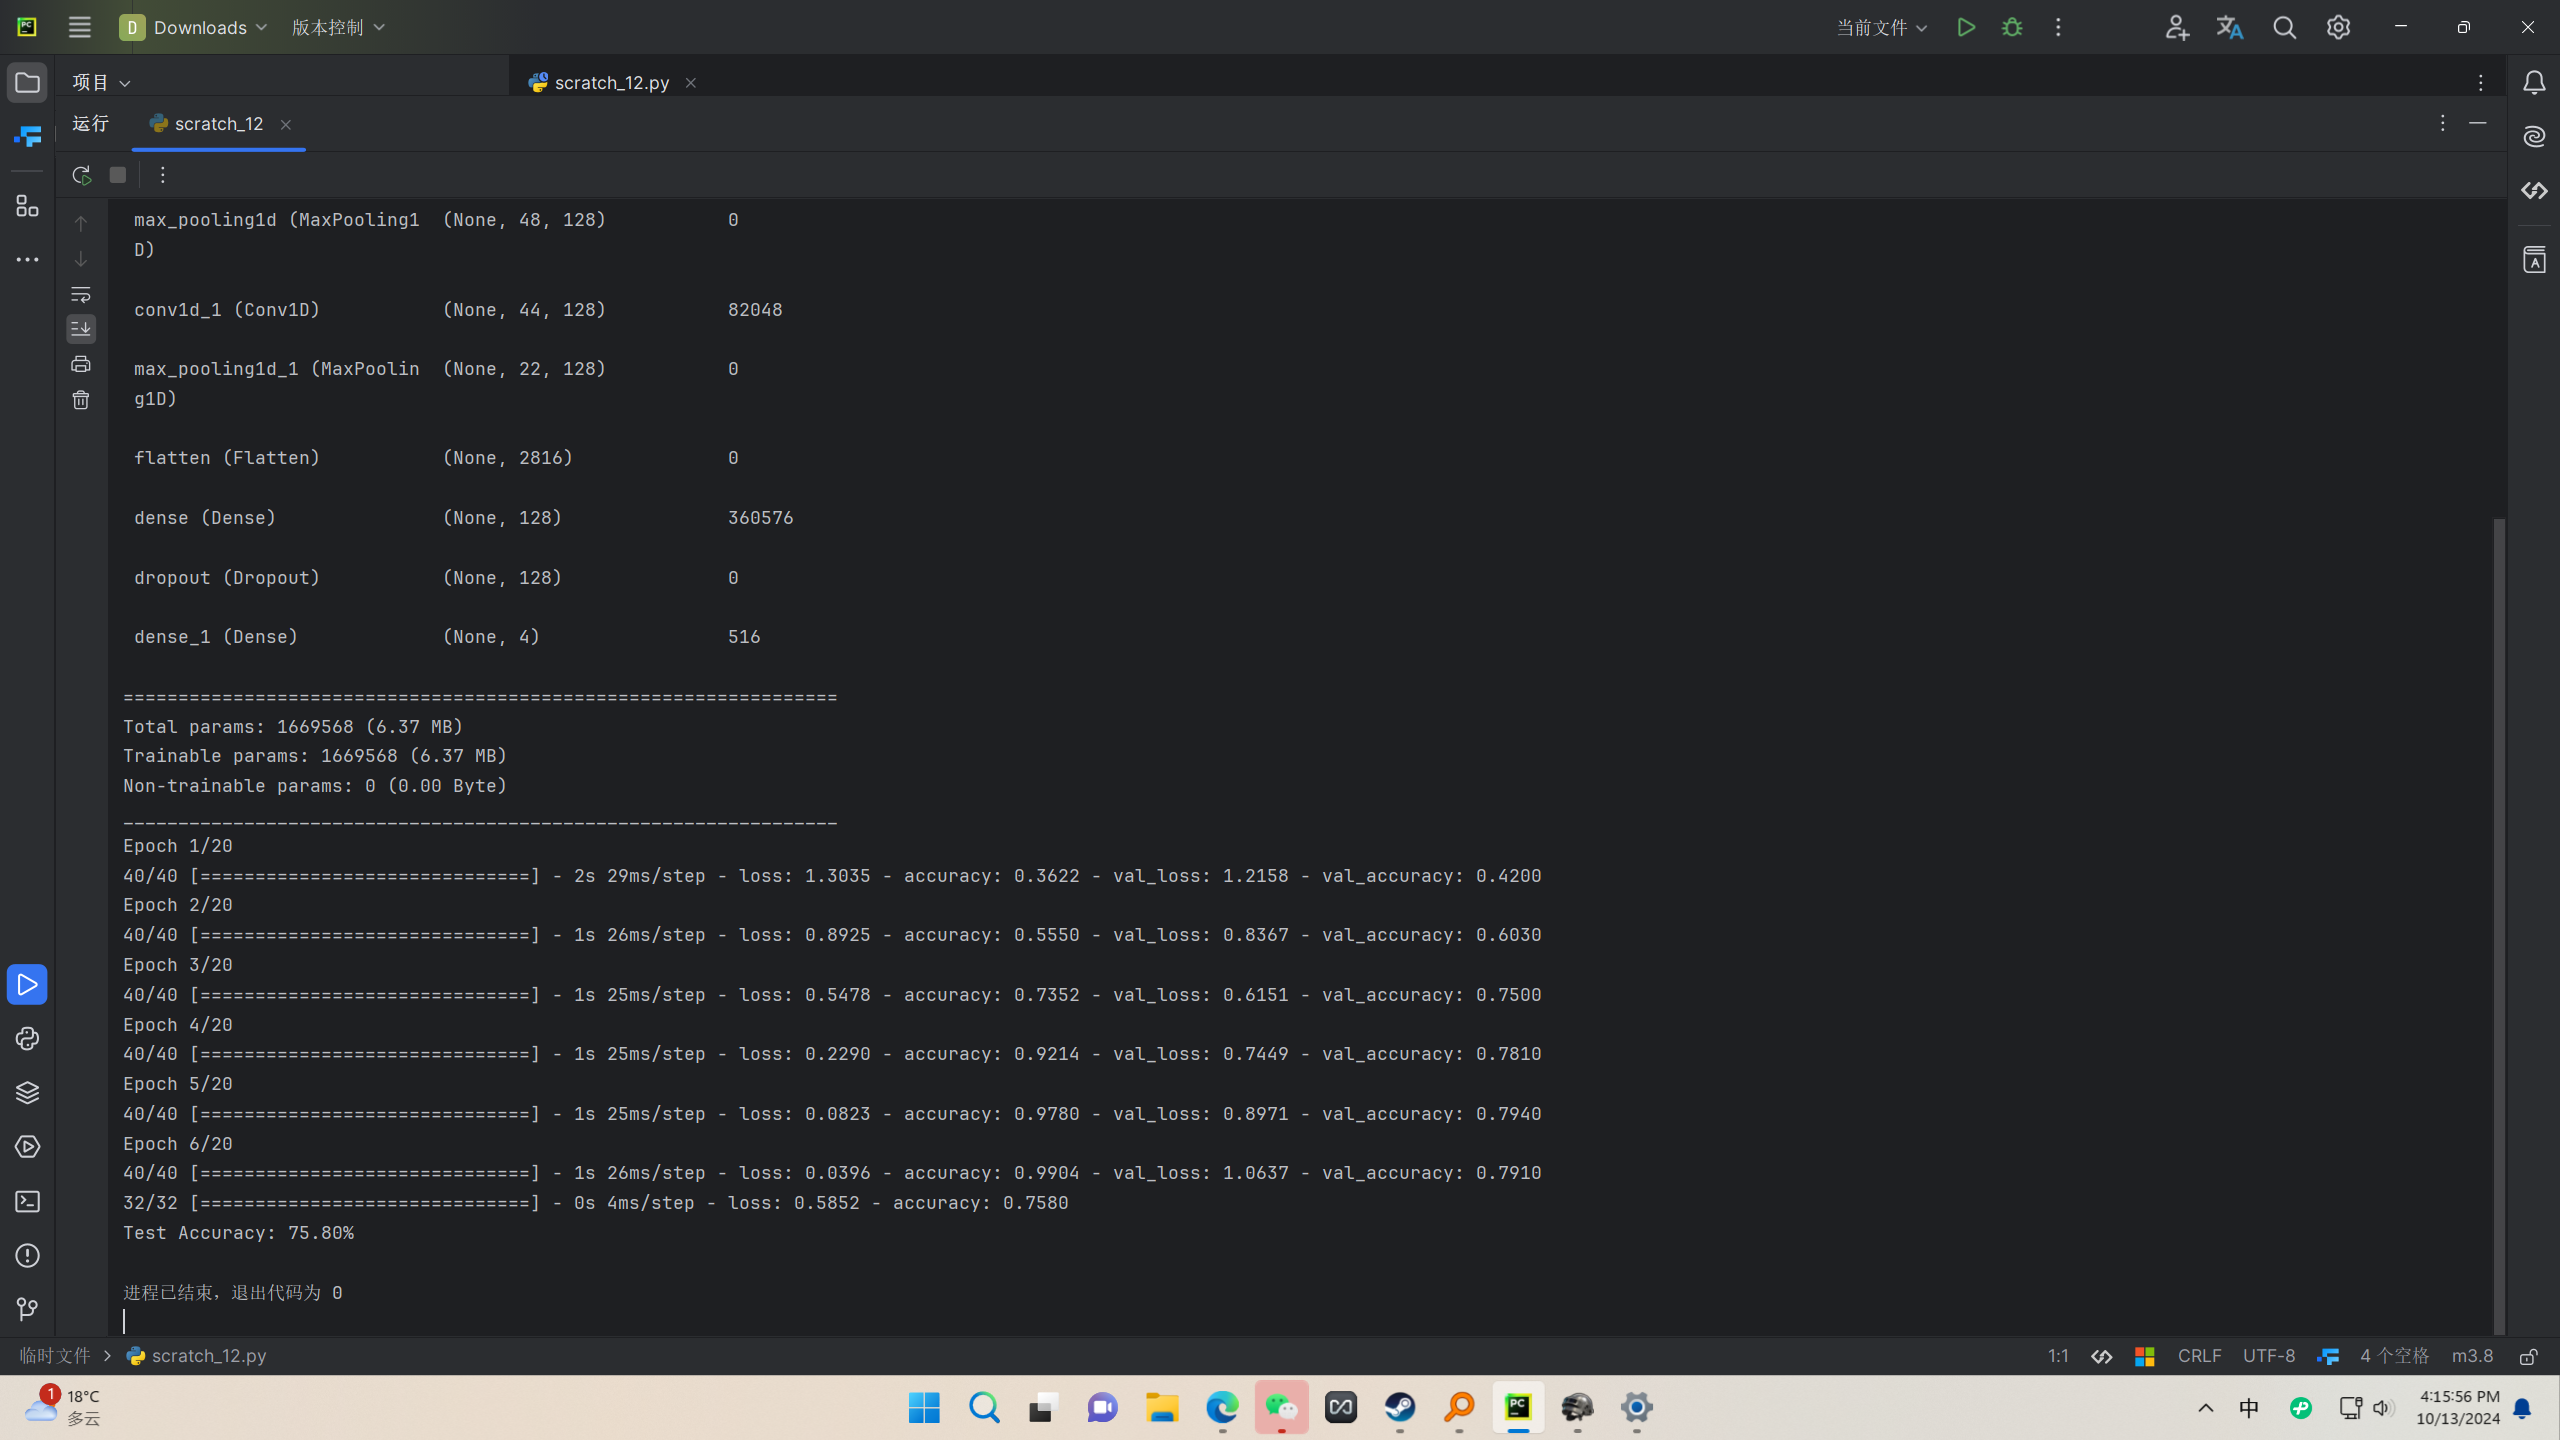 PC
D Downloads 版本控制 当前文件
项目 scratch_12.py
运行 scratch_12
max_pooling1d (MaxPooling1 (None, 48, 128) 0
D)
conv1d_1 (Conv1D) (None, 44, 128) 82048
max_pooling1d_1 (MaxPoolin (None, 22, 128) 0
g1D)
flatten (Flatten) (None, 2816) 0
dense (Dense) (None, 128) 360576
dropout (Dropout) (None, 128) 0
dense_1 (Dense) (None, 4) 516
=================================================================
Total params: 1669568 (6.37 MB)
Trainable params: 1669568 (6.37 MB)
Non-trainable params: 0 (0.00 Byte)
_________________________________________________________________
Epoch 1/20
40/40 [==============================] - 2s 29ms/step - loss: 1.3035 - accuracy: 0.3622 - val_loss: 1.2158 - val_accuracy: 0.4200
Epoch 2/20
40/40 [==============================] - 1s 26ms/step - loss: 0.8925 - accuracy: 0.5550 - val_loss: 0.8367 - val_accuracy: 0.6030
Epoch 3/20
40/40 [==============================] - 1s 25ms/step - loss: 0.5478 - accuracy: 0.7352 - val_loss: 0.6151 - val_accuracy: 0.7500
Epoch 4/20
40/40 [==============================] - 1s 25ms/step - loss: 0.2290 - accuracy: 0.9214 - val_loss: 0.7449 - val_accuracy: 0.7810
Epoch 5/20
40/40 [==============================] - 1s 25ms/step - loss: 0.0823 - accuracy: 0.9780 - val_loss: 0.8971 - val_accuracy: 0.7940
Epoch 6/20
40/40 [==============================] - 1s 26ms/step - loss: 0.0396 - accuracy: 0.9904 - val_loss: 1.0637 - val_accuracy: 0.7910
32/32 [==============================] - 0s 4ms/step - loss: 0.5852 - accuracy: 0.7580
Test Accuracy: 75.80%
进程已结束，退出代码为 0
临时文件 > scratch_12.py 1:1 CRLF UTF-8 4 个空格 m3.8
1 18°C 中 4:15:56 PM
多云 PC 10/13/2024